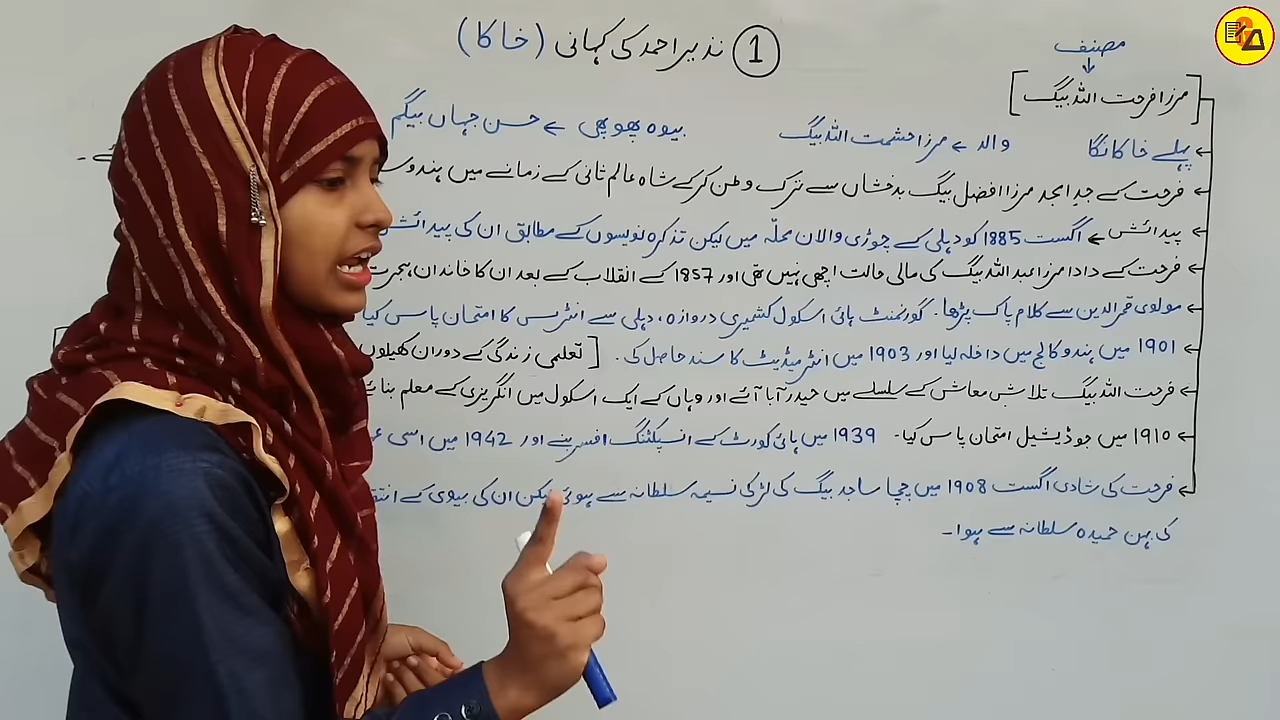 ① نذیر احمد کی کہانی (خاکا)
مصنف
[مرزا فرحت اللہ بیگ]
پہلے خاکا نگا والد ے مرزا حشمت اللہ بیگ بیوہ پھوپھی ے حسن جہاں بیگم
فرحت کے جد امجد مرزا افضل بیگ بدخشاں سے ترک وطن کرکے شاہ عالم ثانی کے زمانے میں
پیدائش ← اگست 1885 کو دہلی کے چوڑی والان محلّہ میں لیکن تذکرہ نویسوں کے مطابق ان کی
فرحت کے دادا مرزا عبد اللہ بیگ کی مالی حالت اچھی نہیں تھی اور 1857 کے انقلاب کے بعد ان کا خاندان ہجرت
مولوی قمر الدین سے کلام پاک پڑھا۔ گورنمنٹ ہائی اسکول کشمیری دروازہ، دہلی سے انٹرنس کا امتحان پاس کیا
1901 میں ہندو کالج میں داخلہ لیا اور 1903 میں انٹر میڈیٹ کا سند حاصل کی۔ [تعلمی زندگی کے دوران کھیلوں
فرحت اللہ بیگ تلاش معاش کے سلسلے میں حیدرآبا آئے اور وہاں کے ایک اسکول میں انگریزی کے معلم بنائے
1910 میں جوڈیشیل امتحان پاس کیا۔ 1939 میں ہائی کورٹ کے انسپکٹنگ افسر بنے اور 1942 میں اسی
فرحت کی شادی اگست 1908 میں چچا ساجد بیگ کی لڑکی نسیمہ سلطانہ سے ہوئی لیکن ان کی بیوی کے
کی بہن حمیدہ سلطانہ سے ہوا۔